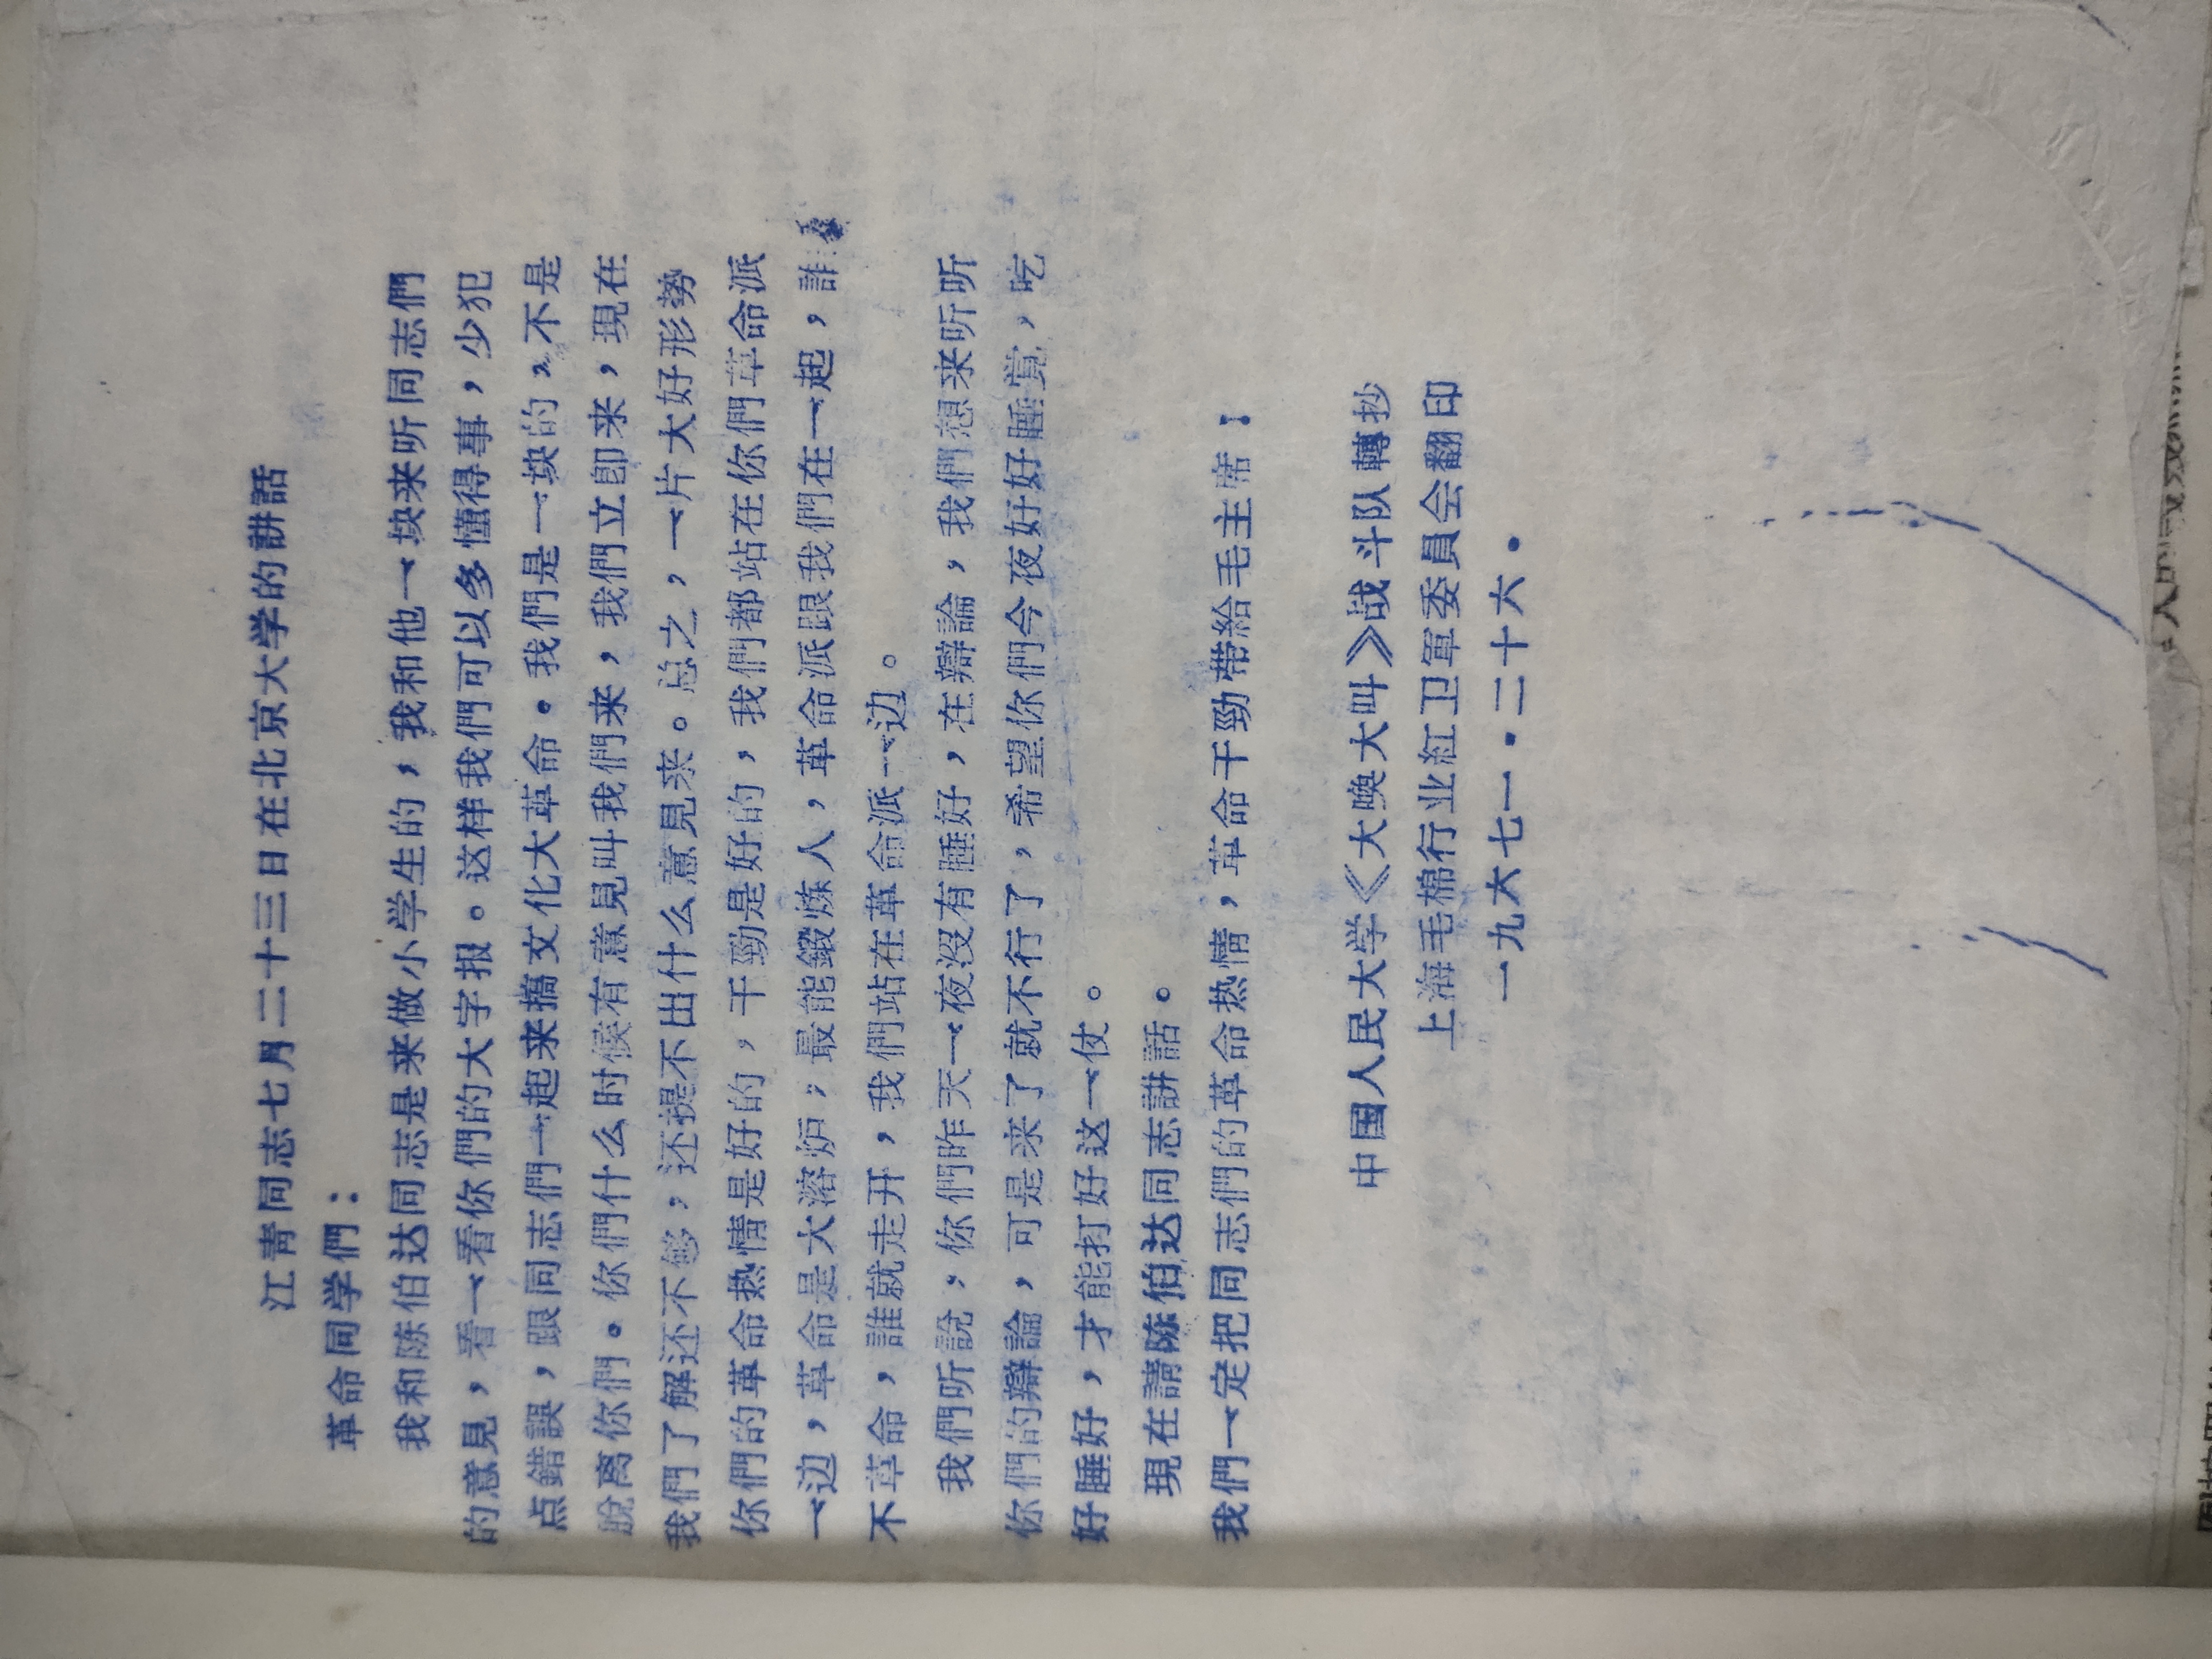 江青同志七月二十三日在北京大学的講話
革命同学們：
我和陈伯达同志是来做小学生的，我和他一块来听同志們
的意見，看一看你們的大字报。这样我們可以多懂得事，少犯
点錯誤，跟同志們一起来搞文化大革命。我們是一块的，不是
脫离你們。你們什么时候有意見叫我們来，我們立即来，現在
我們了解还不够，还提不出什么意見来。总之，一片大好形势
你們的革命热情是好的，干勁是好的，我們都站在你們革命派
一边，革命是大溶炉，最能鍛炼人，革命派跟我們在一起，誰
不革命，誰就走开，我們站在革命派一边。
我們听說，你們昨天一夜沒有睡好，在辯論，我們想来听听
你們的辯論，可是来了就不行了，希望你們今夜好好睡覚，吃
好睡好，才能打好这一仗。
現在請陈伯达同志講話。
我們一定把同志們的革命热情，革命干勁带給毛主席！
中国人民大学《大喚大叫》战斗队轉抄
上海毛棉行业紅卫軍委員会翻印
一九六七一·二十六·